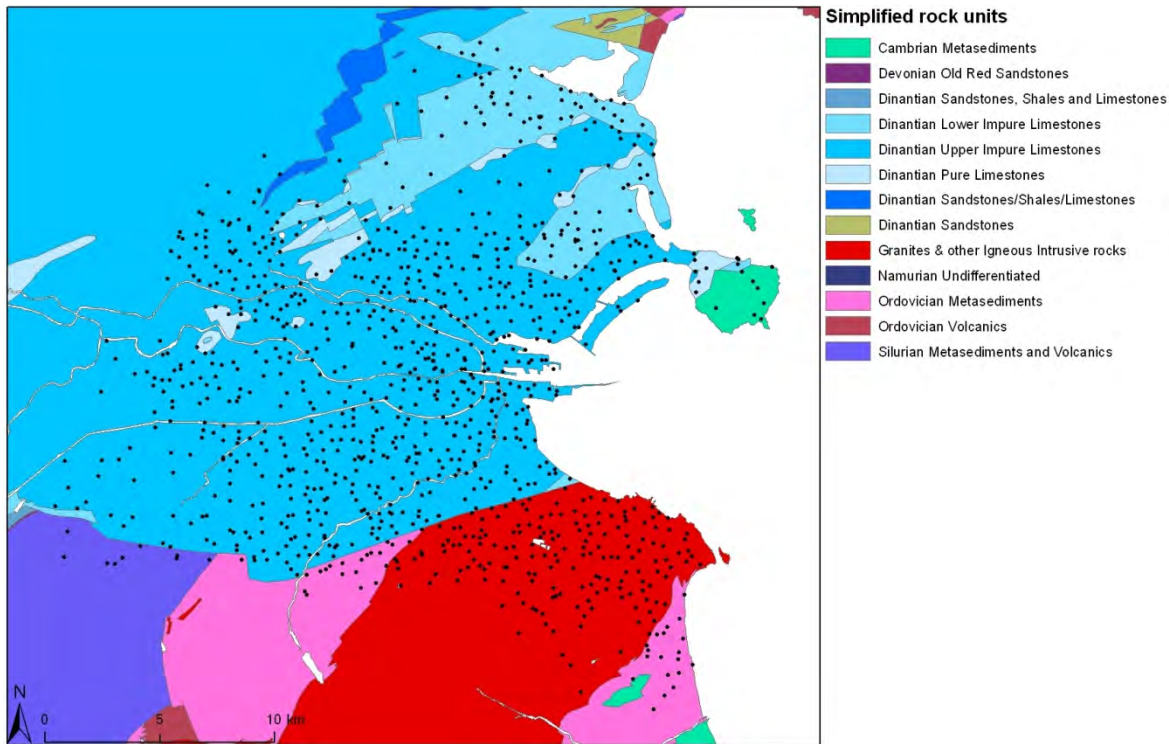 Simplified rock units
Cambrian Metasediments
Devonian Old Red Sandstones
Dinantian Sandstones, Shales and Limestones
Dinantian Lower Impure Limestones
Dinantian Upper Impure Limestones
Dinantian Pure Limestones
Dinantian Sandstones/Shales/Limestones
Dinantian Sandstones
Granites & other Igneous Intrusive rocks
Namurian Undifferentiated
Ordovician Metasediments
Ordovician Volcanics
Silurian Metasediments and Volcanics
N
0 5 10 km